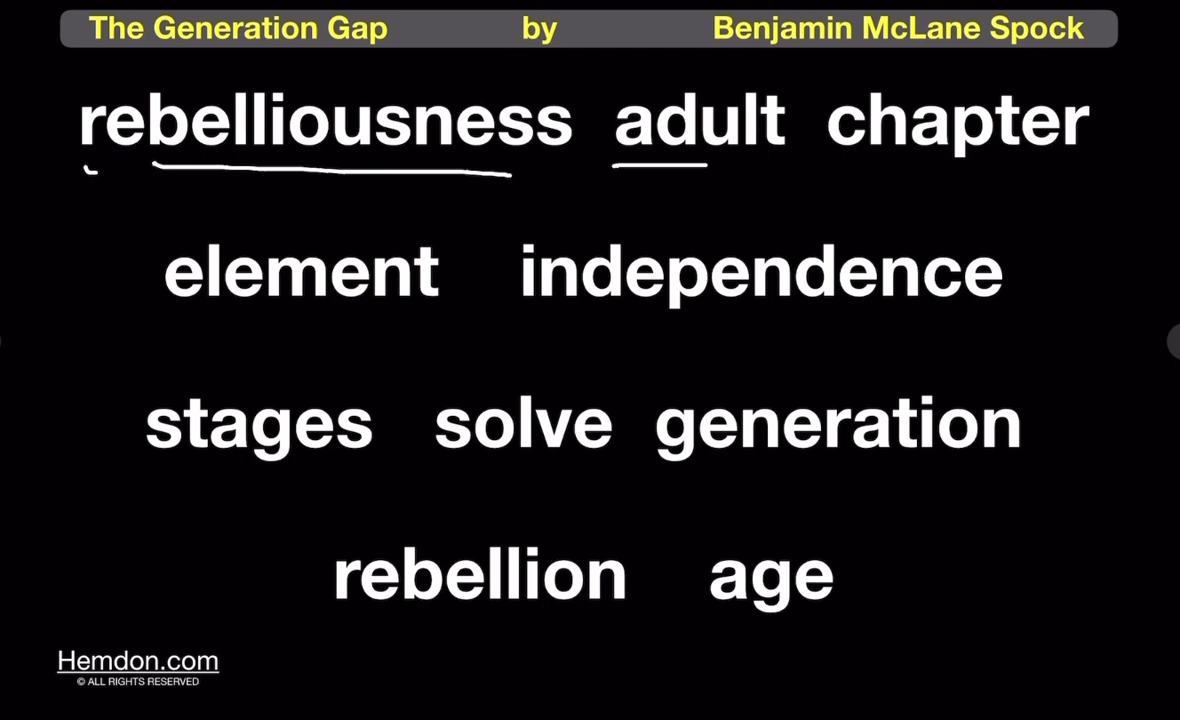 The Generation Gap by Benjamin McLane Spock
rebelliousness adult chapter
element independence
stages solve generation
rebellion age
Hemdon.com
© ALL RIGHTS RESERVED